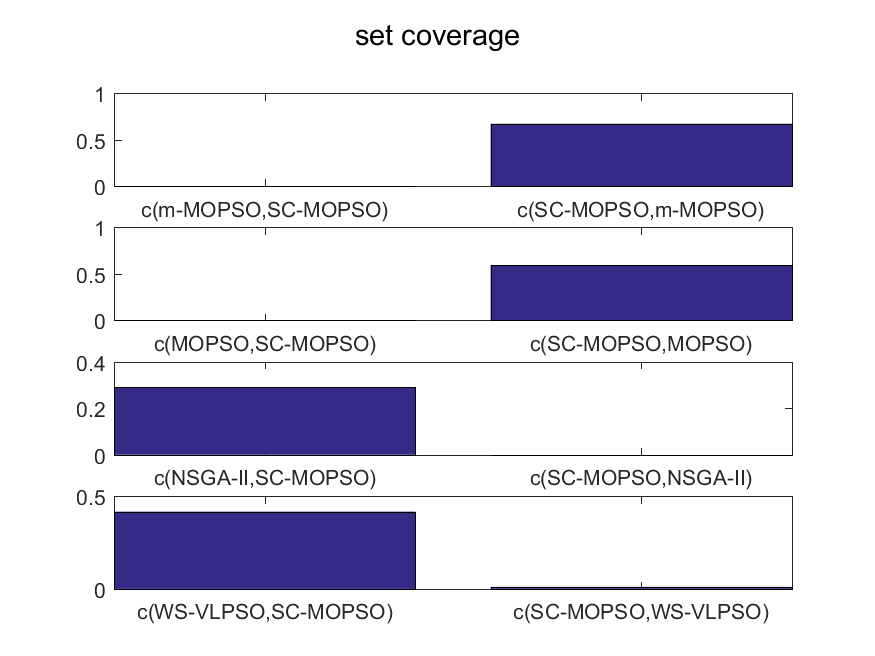 set coverage
1
0.5
0
c(m-MOPSO,SC-MOPSO) c(SC-MOPSO,m-MOPSO)
1
0.5
0
c(MOPSO,SC-MOPSO) c(SC-MOPSO,MOPSO)
0.4
0.2
0
c(NSGA-II,SC-MOPSO) c(SC-MOPSO,NSGA-II)
0.5
0
c(WS-VLPSO,SC-MOPSO) c(SC-MOPSO,WS-VLPSO)